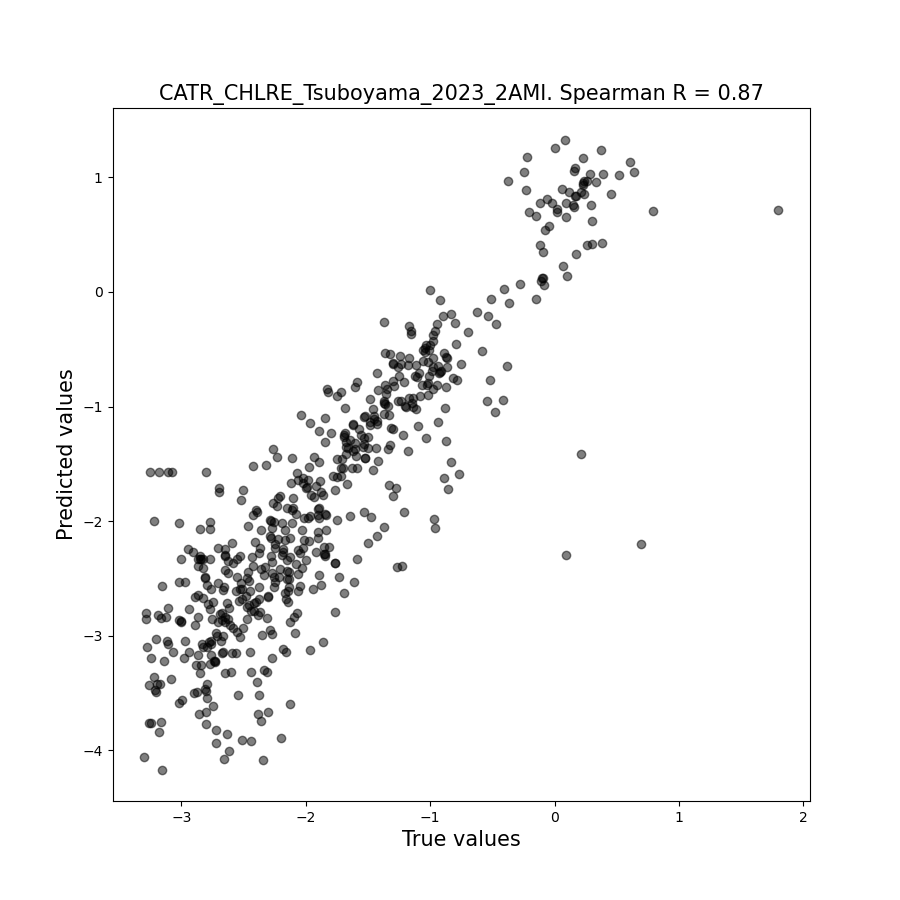 CATR_CHLRE_Tsuboyama_2023_2AMI. Spearman R = 0.87
1
0
−1
−2
−3
−4
Predicted values
−3 −2 −1 0 1 2
True values